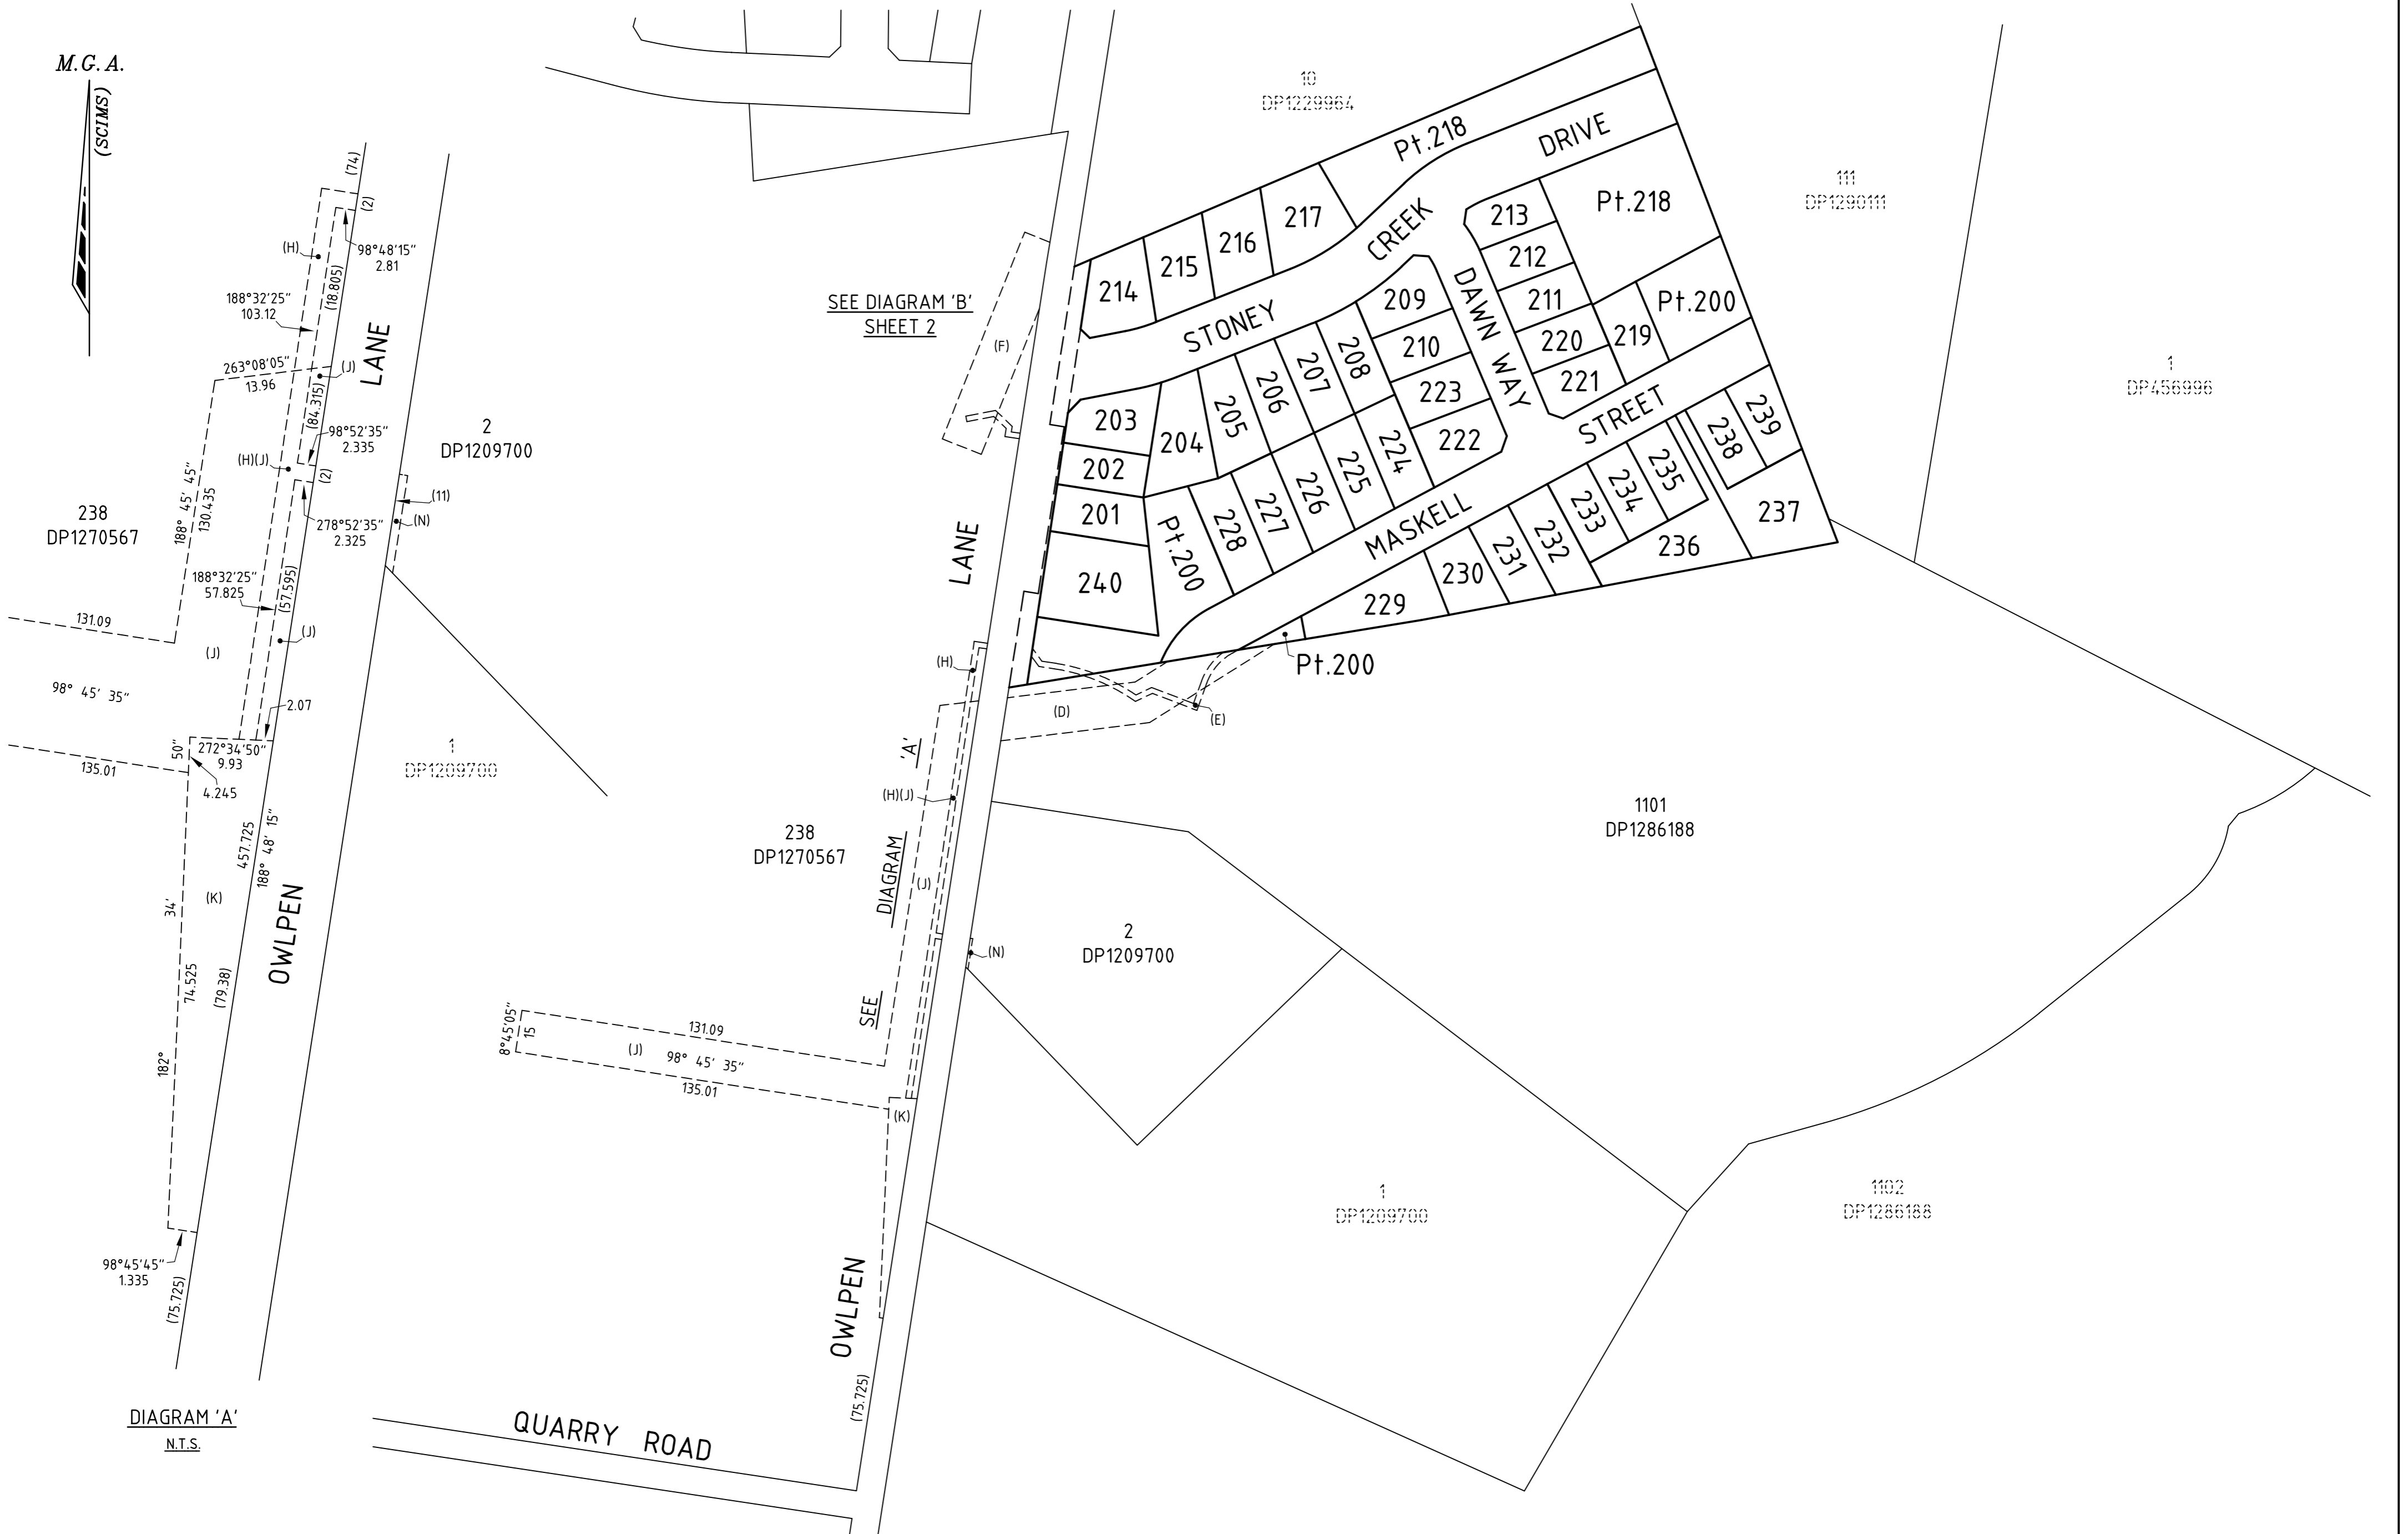 M.G.A.
(SCIMS)
(74)
(2)
(H)
98°48'15"
2.81
(18.805)
188°32'25"
103.12
LANE
263°08'05"
13.96
(J)
(84.315)
98°52'35"
2.335
(H)(J)
(2)
2
DP1209700
188° 45' 45"
130.435
(11)
(N)
278°52'35"
2.325
238
DP1270567
188°32'25"
57.825
(57.595)
(J)
131.09
(J)
98° 45' 35"
2.07
50"
272°34'50"
9.93
135.01
4.245
1
DP1209700
457.725
188° 48' 15"
34'
(K)
OWLPEN
74.525
(79.38)
182°
98°45'45"
1.335
(75.725)
DIAGRAM 'A'
N.T.S.
10
DP1229964
Pt.218
DRIVE
111
DP1290111
Pt.218
213
217
CREEK
216
212
215
214
SEE DIAGRAM 'B'
SHEET 2
DAWN WAY
209
211
Pt.200
STONEY
(F)
210
220
219
208
207
221
223
206
1
DP456996
205
203
STREET
204
222
239
238
202
224
235
225
226
234
201
227
MASKELL
233
237
228
Pt.200
232
236
LANE
231
240
230
229
(H)
Pt.200
(D)
(E)
'A'
(H)(J)
238
DP1270567
1101
DP1286188
DIAGRAM
(J)
2
DP1209700
(N)
SEE
8°45'05"
15
131.09
(J)
98° 45' 35"
135.01
(K)
1
DP1209700
1102
DP1286188
OWLPEN
(75.725)
QUARRY ROAD